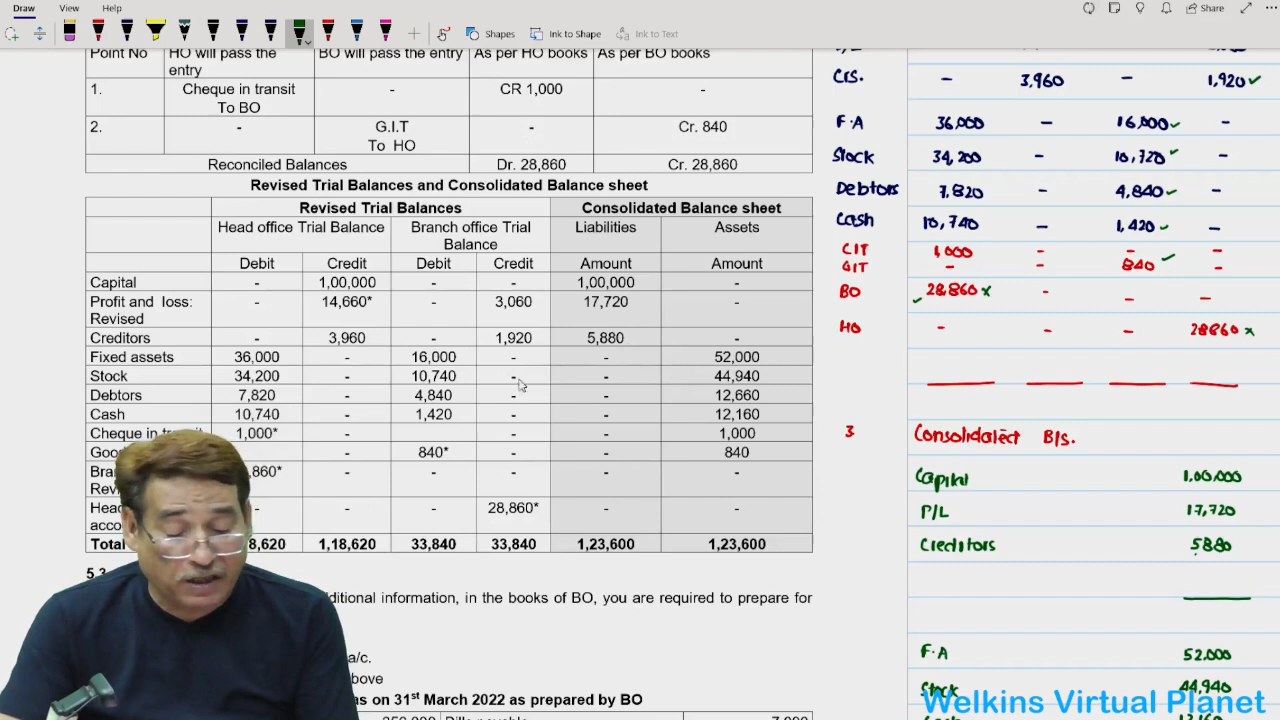 Draw View Help
Share
Shapes Ink to Shape Ink to Text
Point No HO will pass the entry BO will pass the entry As per HO books As per BO books
1. Cheque in transit To BO - CR 1,000 -
2. - G.I.T To HO - Cr. 840
Reconciled Balances Dr. 28,860 Cr. 28,860
Revised Trial Balances and Consolidated Balance sheet
Revised Trial Balances Consolidated Balance sheet
Head office Trial Balance Branch office Trial Balance Liabilities Assets
Debit Credit Debit Credit Amount Amount
Capital - 1,00,000 - - 1,00,000 -
Profit and loss: Revised - 14,660* - 3,060 17,720 -
Creditors - 3,960 - 1,920 5,880 -
Fixed assets 36,000 - 16,000 - - 52,000
Stock 34,200 - 10,740 - - 44,940
Debtors 7,820 - 4,840 - - 12,660
Cash 10,740 - 1,420 - - 12,160
Cheque in transit 1,000* - - - 1,000
840* - - 840
860* - - - - -
- - - 28,860* - -
Total 8,620 1,18,620 33,840 33,840 1,23,600 1,23,600
5.3
ditional information, in the books of BO, you are required to prepare for
a/c.
above
as on 31st March 2022 as prepared by BO
Crs. - 3,960 - 1,920 ✓
F.A 36,000 - 16,000 ✓ -
Stock 34,200 - 10,720 ✓ -
Debtors 7,820 - 4,840 ✓ -
Cash 10,740 - 1,420 ✓ -
CIT 1,000 - - -
GIT - - 840 ✓ -
BO ✓ 28,860 x - - -
HO - - - 28860 x
3 Consolidated B/s.
Capital 1,00,000
P/L 17,720
Creditors 5880
F.A 52,000
Stock 44,940
Welkins Virtual Planet